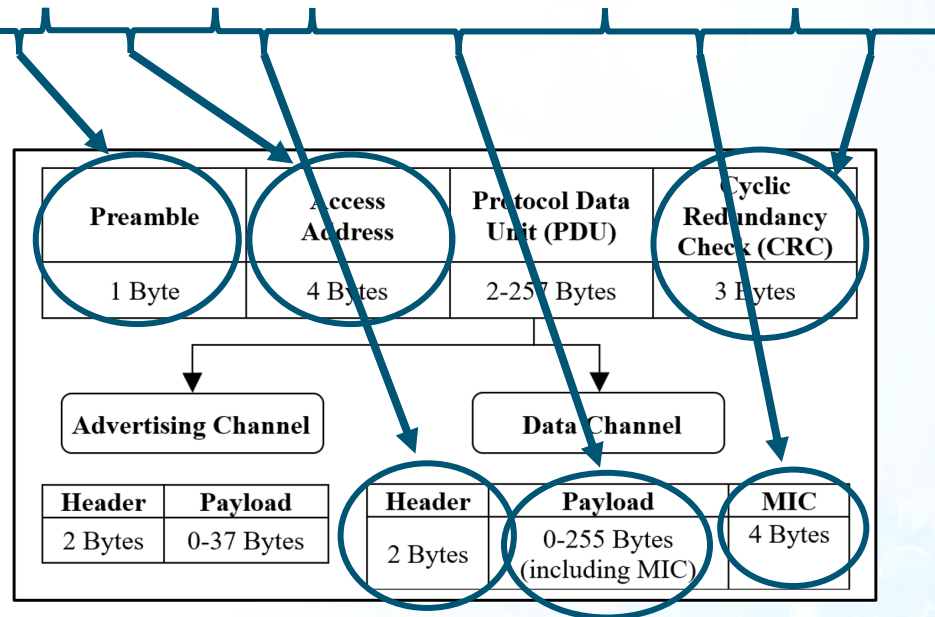 Preamble
Access
Address
Protocol Data
Unit (PDU)
Cyclic
Redundancy
Check (CRC)
1 Byte
4 Bytes
2-257 Bytes
3 Bytes
Advertising Channel
Data Channel
Header
Payload
2 Bytes
0-37 Bytes
Header
Payload
MIC
2 Bytes
0-255 Bytes
(including MIC)
4 Bytes